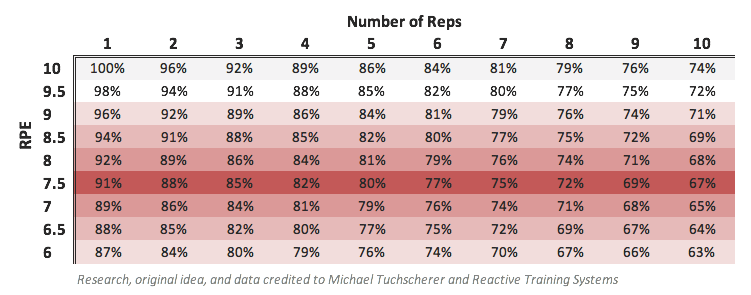 Number of Reps
1 2 3 4 5 6 7 8 9 10
10 100% 96% 92% 89% 86% 84% 81% 79% 76% 74%
9.5 98% 94% 91% 88% 85% 82% 80% 77% 75% 72%
9 96% 92% 89% 86% 84% 81% 79% 76% 74% 71%
8.5 94% 91% 88% 85% 82% 80% 77% 75% 72% 69%
8 92% 89% 86% 84% 81% 79% 76% 74% 71% 68%
RPE
7.5 91% 88% 85% 82% 80% 77% 75% 72% 69% 67%
7 89% 86% 84% 81% 79% 76% 74% 71% 68% 65%
6.5 88% 85% 82% 80% 77% 75% 72% 69% 67% 64%
6 87% 84% 80% 79% 76% 74% 70% 67% 66% 63%
Research, original idea, and data credited to Michael Tuchscherer and Reactive Training Systems